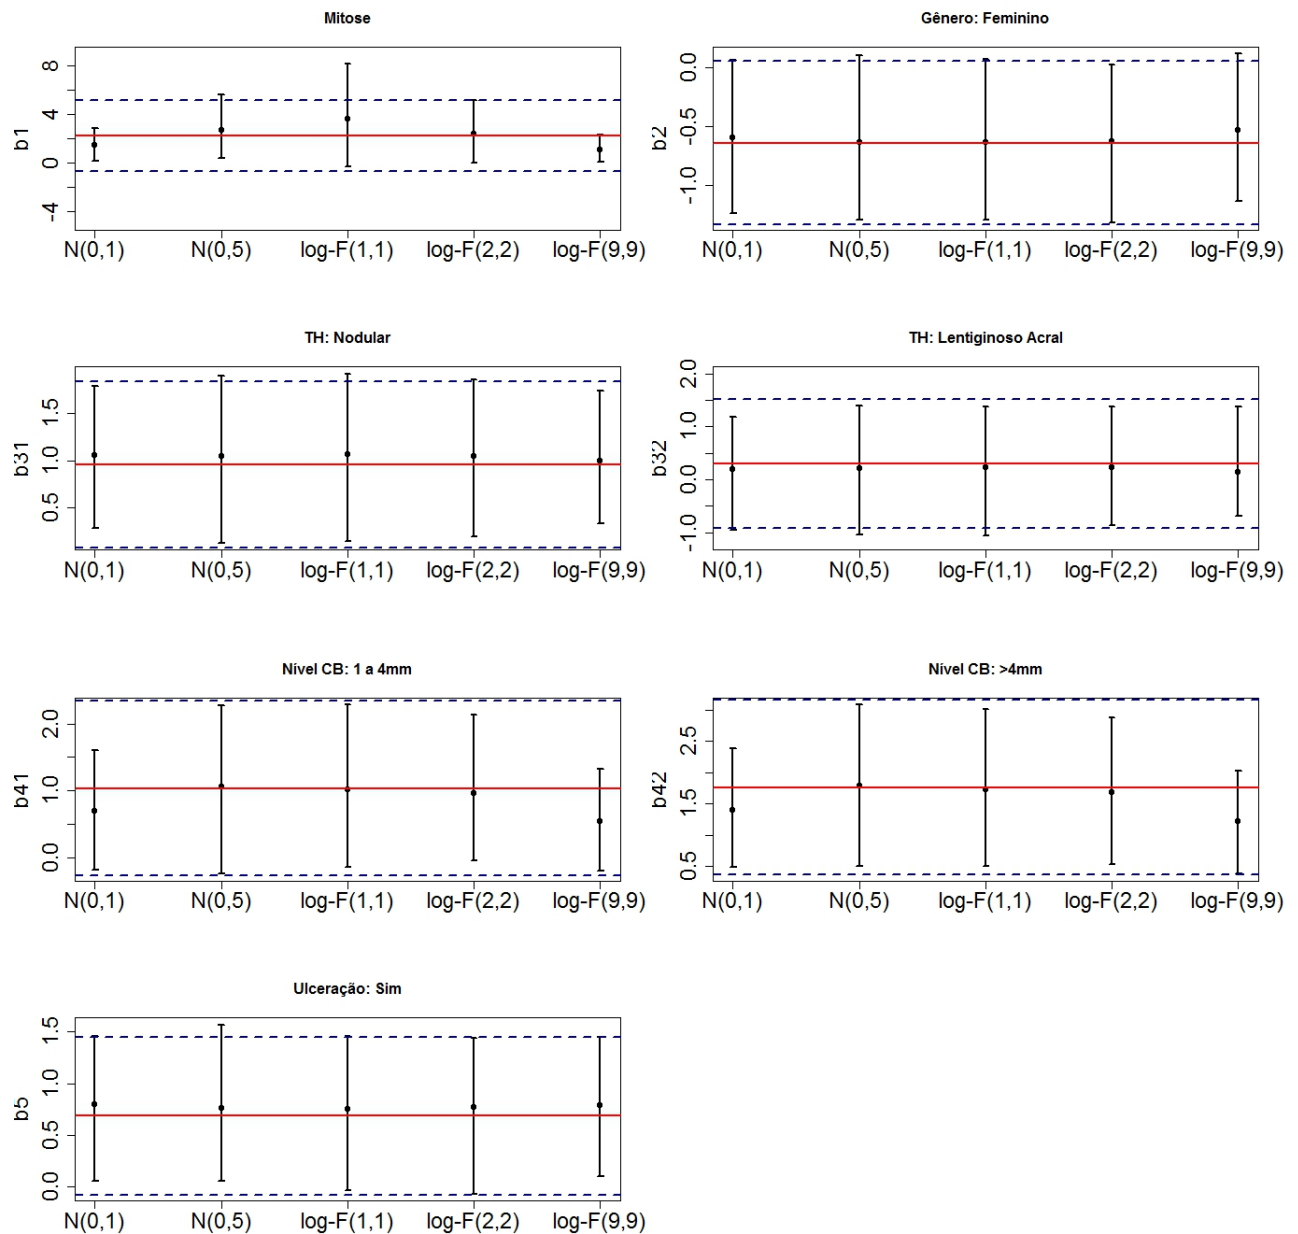 Mitose
8
4
0
-4
b1
N(0,1) N(0,5) log-F(1,1) log-F(2,2) log-F(9,9)
Gênero: Feminino
0.0
-0.5
-1.0
b2
N(0,1) N(0,5) log-F(1,1) log-F(2,2) log-F(9,9)
TH: Nodular
1.5
1.0
0.5
b31
N(0,1) N(0,5) log-F(1,1) log-F(2,2) log-F(9,9)
TH: Lentiginoso Acral
2.0
1.0
0.0
-1.0
b32
N(0,1) N(0,5) log-F(1,1) log-F(2,2) log-F(9,9)
Nível CB: 1 a 4mm
2.0
1.0
0.0
b41
N(0,1) N(0,5) log-F(1,1) log-F(2,2) log-F(9,9)
Nível CB: >4mm
2.5
1.5
0.5
b42
N(0,1) N(0,5) log-F(1,1) log-F(2,2) log-F(9,9)
Ulceração: Sim
1.5
1.0
0.5
0.0
b5
N(0,1) N(0,5) log-F(1,1) log-F(2,2) log-F(9,9)